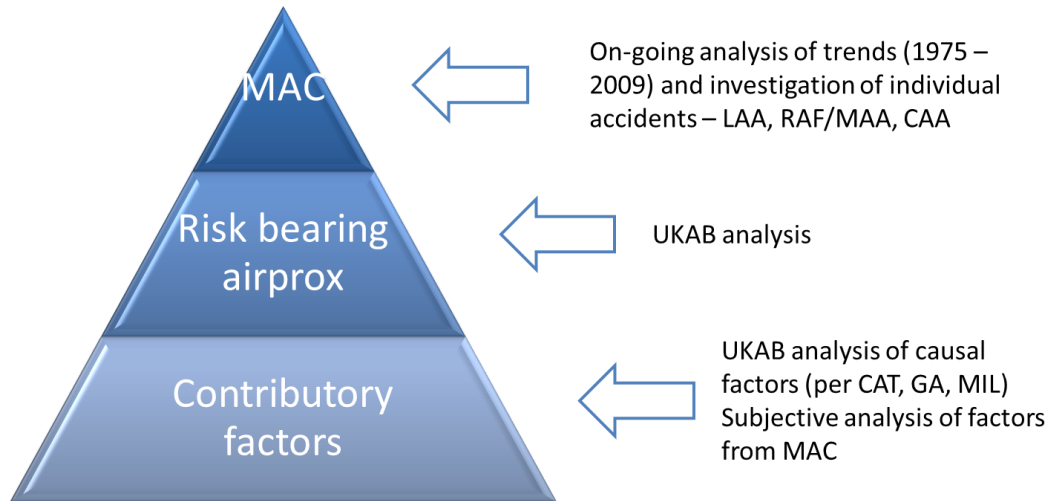 MAC
On-going analysis of trends (1975 –
2009) and investigation of individual
accidents – LAA, RAF/MAA, CAA
Risk bearing
airprox
UKAB analysis
Contributory
factors
UKAB analysis of causal
factors (per CAT, GA, MIL)
Subjective analysis of factors
from MAC